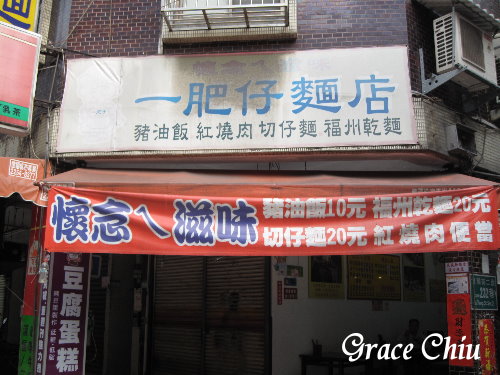 一肥仔麵店
豬油飯 紅燒肉 切仔麵 福州乾麵
懷念ㄟ滋味
豬油飯10元 福州乾麵20元
切仔麵20元 紅燒肉便當
豆腐蛋糕
乳茶
Grace Chiu